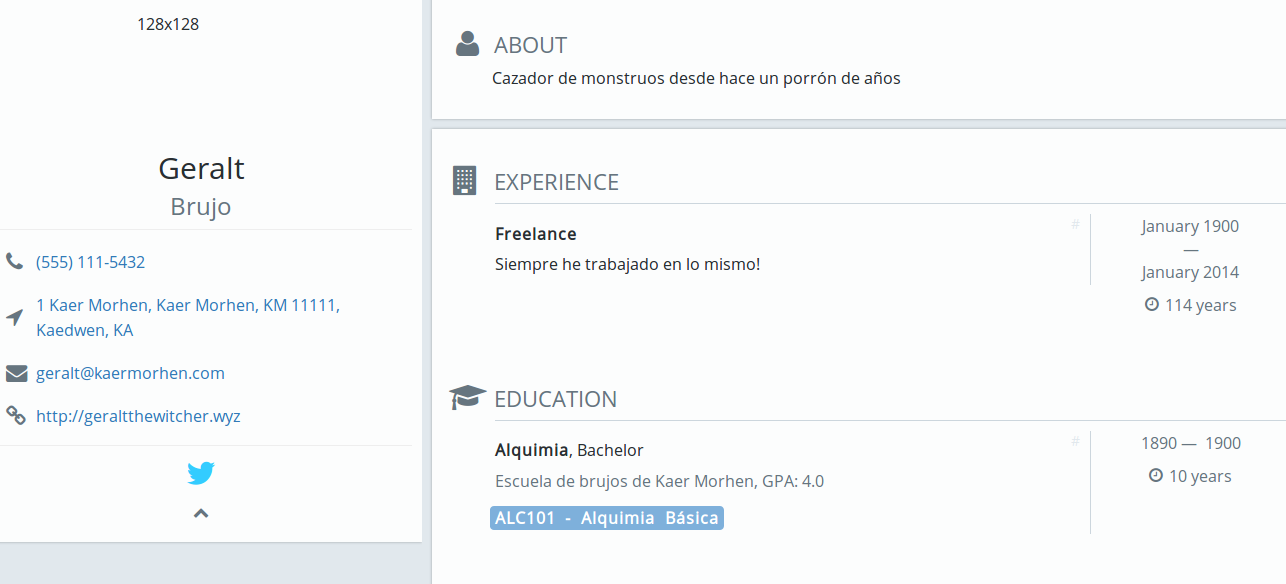 128x128
Geralt
Brujo
(555) 111-5432
1 Kaer Morhen, Kaer Morhen, KM 11111,
Kaedwen, KA
geralt@kaermorhen.com
http://geraltthewitcher.wyz
ABOUT
Cazador de monstruos desde hace un porrón de años
EXPERIENCE
Freelance
#
Siempre he trabajado en lo mismo!
January 1900
—
January 2014
114 years
EDUCATION
Alquimia, Bachelor
#
Escuela de brujos de Kaer Morhen, GPA: 4.0
ALC101 - Alquimia Básica
1890 — 1900
10 years